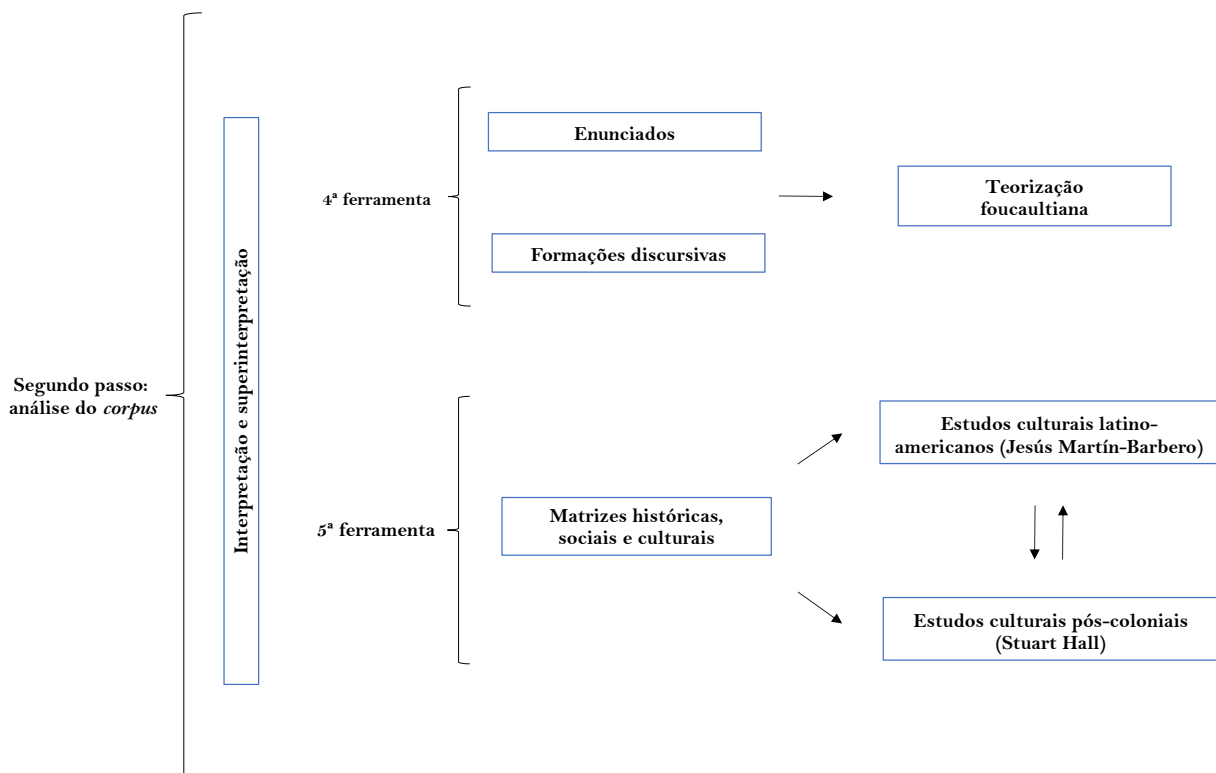 Segundo passo:
análise do corpus
Interpretação e superinterpretação
4ª ferramenta
Enunciados
Formações discursivas
Teorização
foucaultiana
5ª ferramenta
Matrizes históricas,
sociais e culturais
Estudos culturais latino-
americanos (Jesús Martín-Barbero)
Estudos culturais pós-coloniais
(Stuart Hall)